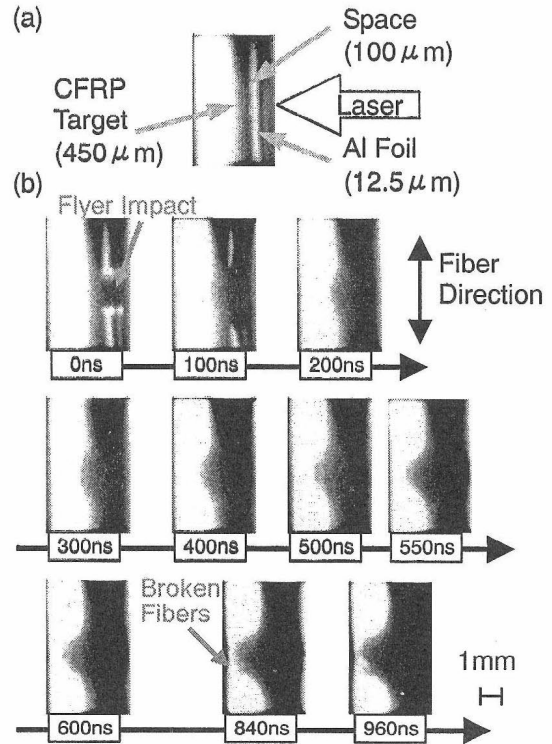 (a)
Space
(100μm)
CFRP
Target
(450μm)
Laser
Al Foil
(12.5μm)
(b)
Flyer Impact
Fiber
Direction
0ns
100ns
200ns
300ns
400ns
500ns
550ns
Broken
Fibers
1mm
600ns
840ns
960ns